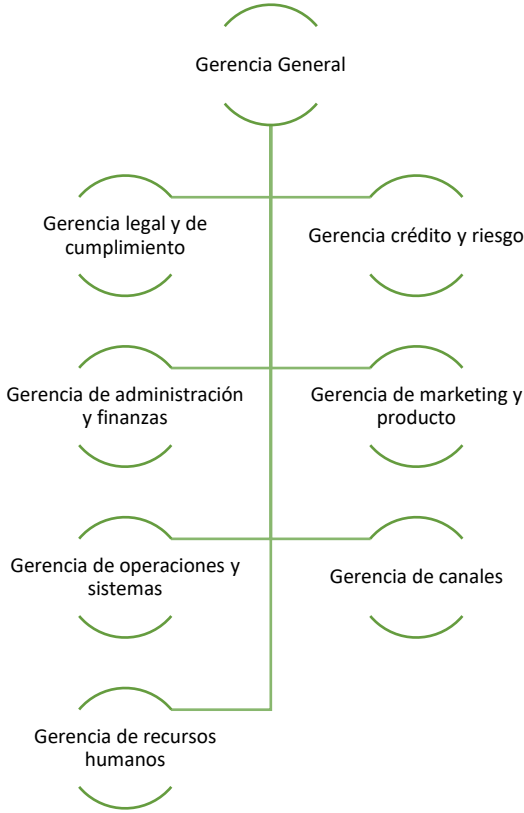 Gerencia General
Gerencia legal y de
cumplimiento
Gerencia crédito y riesgo
Gerencia de administración
y finanzas
Gerencia de marketing y
producto
Gerencia de operaciones y
sistemas
Gerencia de canales
Gerencia de recursos
humanos